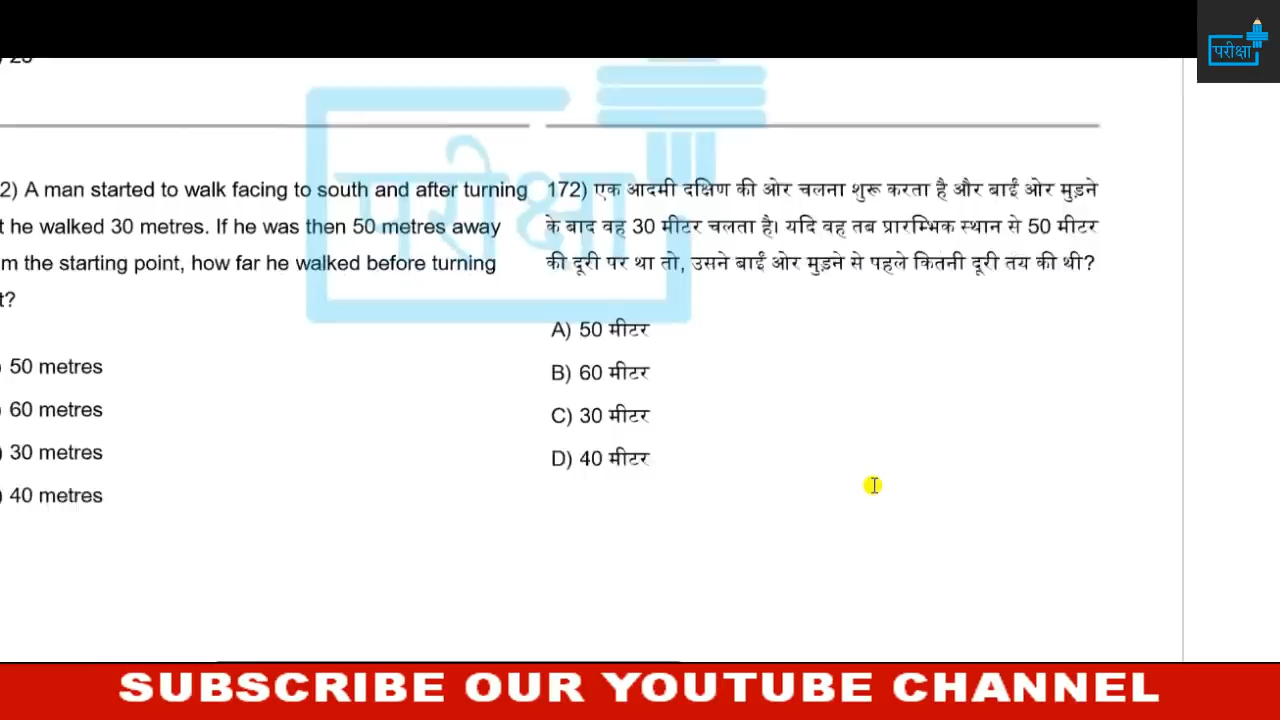 परीक्षा
23
2) A man started to walk facing to south and after turning
t he walked 30 metres. If he was then 50 metres away
m the starting point, how far he walked before turning
t?
50 metres
60 metres
30 metres
40 metres
172) एक आदमी दक्षिण की ओर चलना शुरू करता है और बाईं ओर मुड़ने
के बाद वह 30 मीटर चलता है। यदि वह तब प्रारम्भिक स्थान से 50 मीटर
की दूरी पर था तो, उसने बाईं ओर मुड़ने से पहले कितनी दूरी तय की थी?
A) 50 मीटर
B) 60 मीटर
C) 30 मीटर
D) 40 मीटर
परीक्षा
SUBSCRIBE OUR YOUTUBE CHANNEL